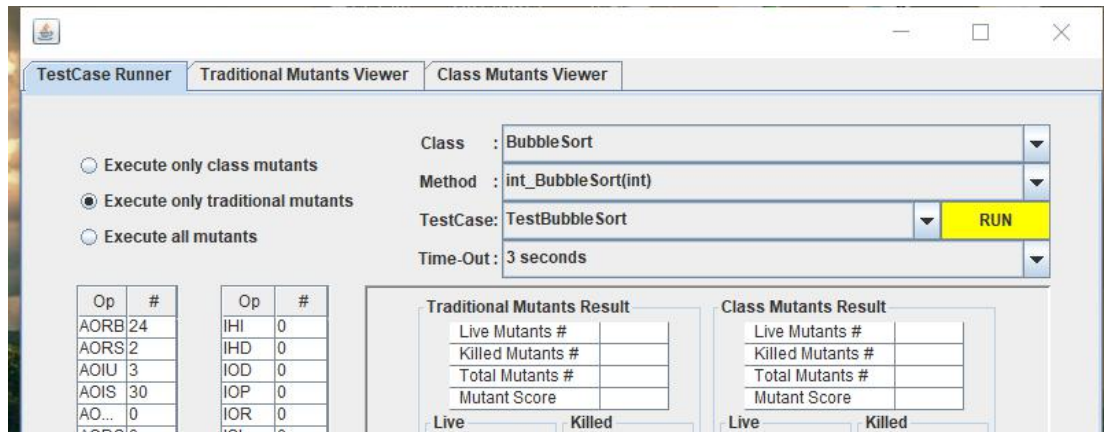 TestCase Runner Traditional Mutants Viewer Class Mutants Viewer
Execute only class mutants
Execute only traditional mutants
Execute all mutants
Class : BubbleSort
Method : int_BubbleSort(int)
TestCase: TestBubbleSort RUN
Time-Out : 3 seconds
Op #
AORB 24
AORS 2
AOIU 3
AOIS 30
AO... 0
Op #
IHI 0
IHD 0
IOD 0
IOP 0
IOR 0
Traditional Mutants Result
Live Mutants #
Killed Mutants #
Total Mutants #
Mutant Score
Live Killed
Class Mutants Result
Live Mutants #
Killed Mutants #
Total Mutants #
Mutant Score
Live Killed